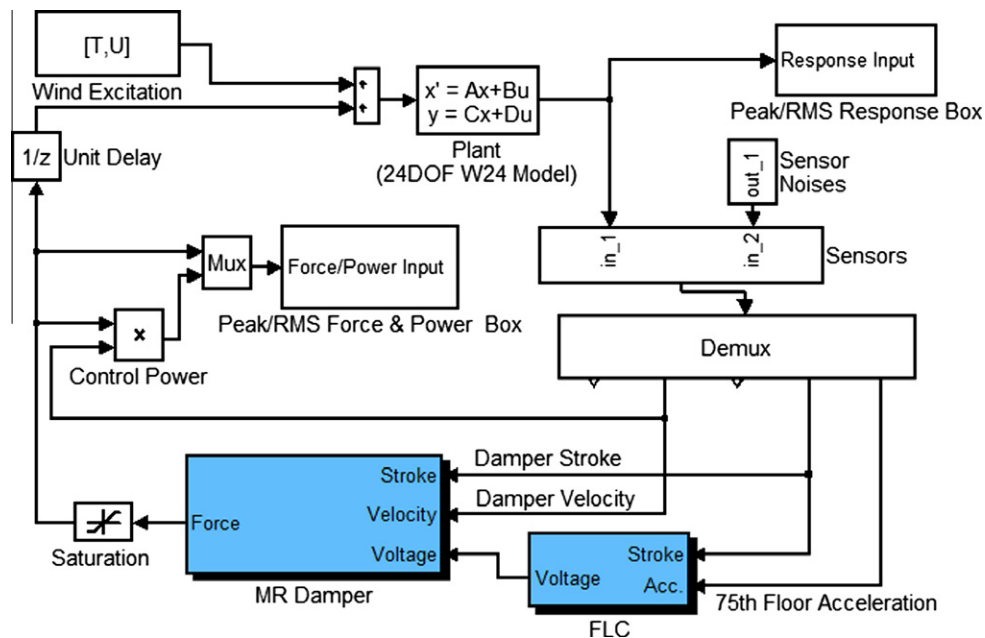 [T,U]
Wind Excitation
x' = Ax+Bu
y = Cx+Du
Plant
(24DOF W24 Model)
Response Input
Peak/RMS Response Box
1/z
Unit Delay
out_1
Sensor
Noises
in_1
in_2
Sensors
Mux
Force/Power Input
Peak/RMS Force & Power Box
x
Control Power
Demux
Damper Stroke
Damper Velocity
Stroke
Velocity
Voltage
Force
MR Damper
Saturation
Stroke
Acc.
Voltage
FLC
75th Floor Acceleration